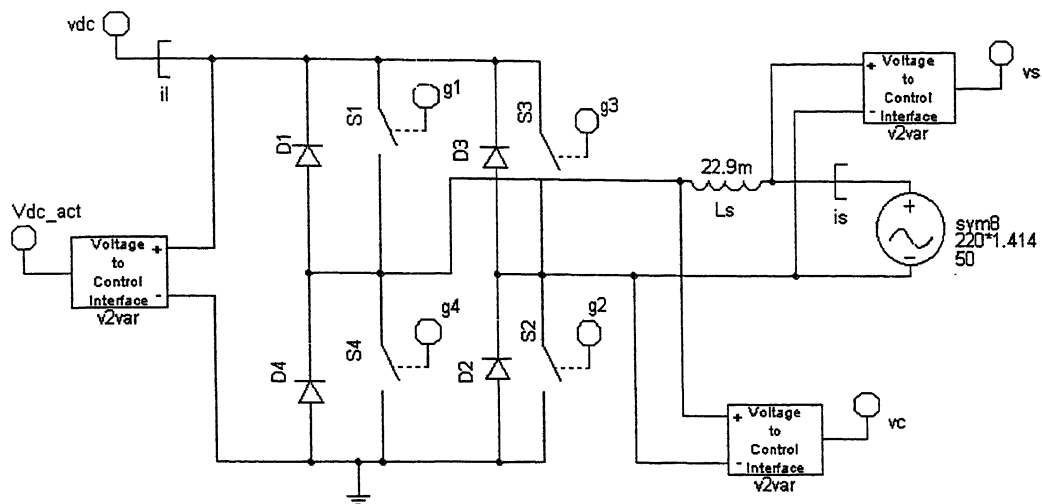 vdc
il
S1
g1
S3
g3
D1
D3
Voltage
to
Control
Interface
v2var
vs
22.9m
Ls
is
sym8
220*1.414
50
Vdc_act
Voltage
to
Control
Interface
v2var
g4
g2
S4
S2
D4
D2
Voltage
to
Control
Interface
v2var
vc